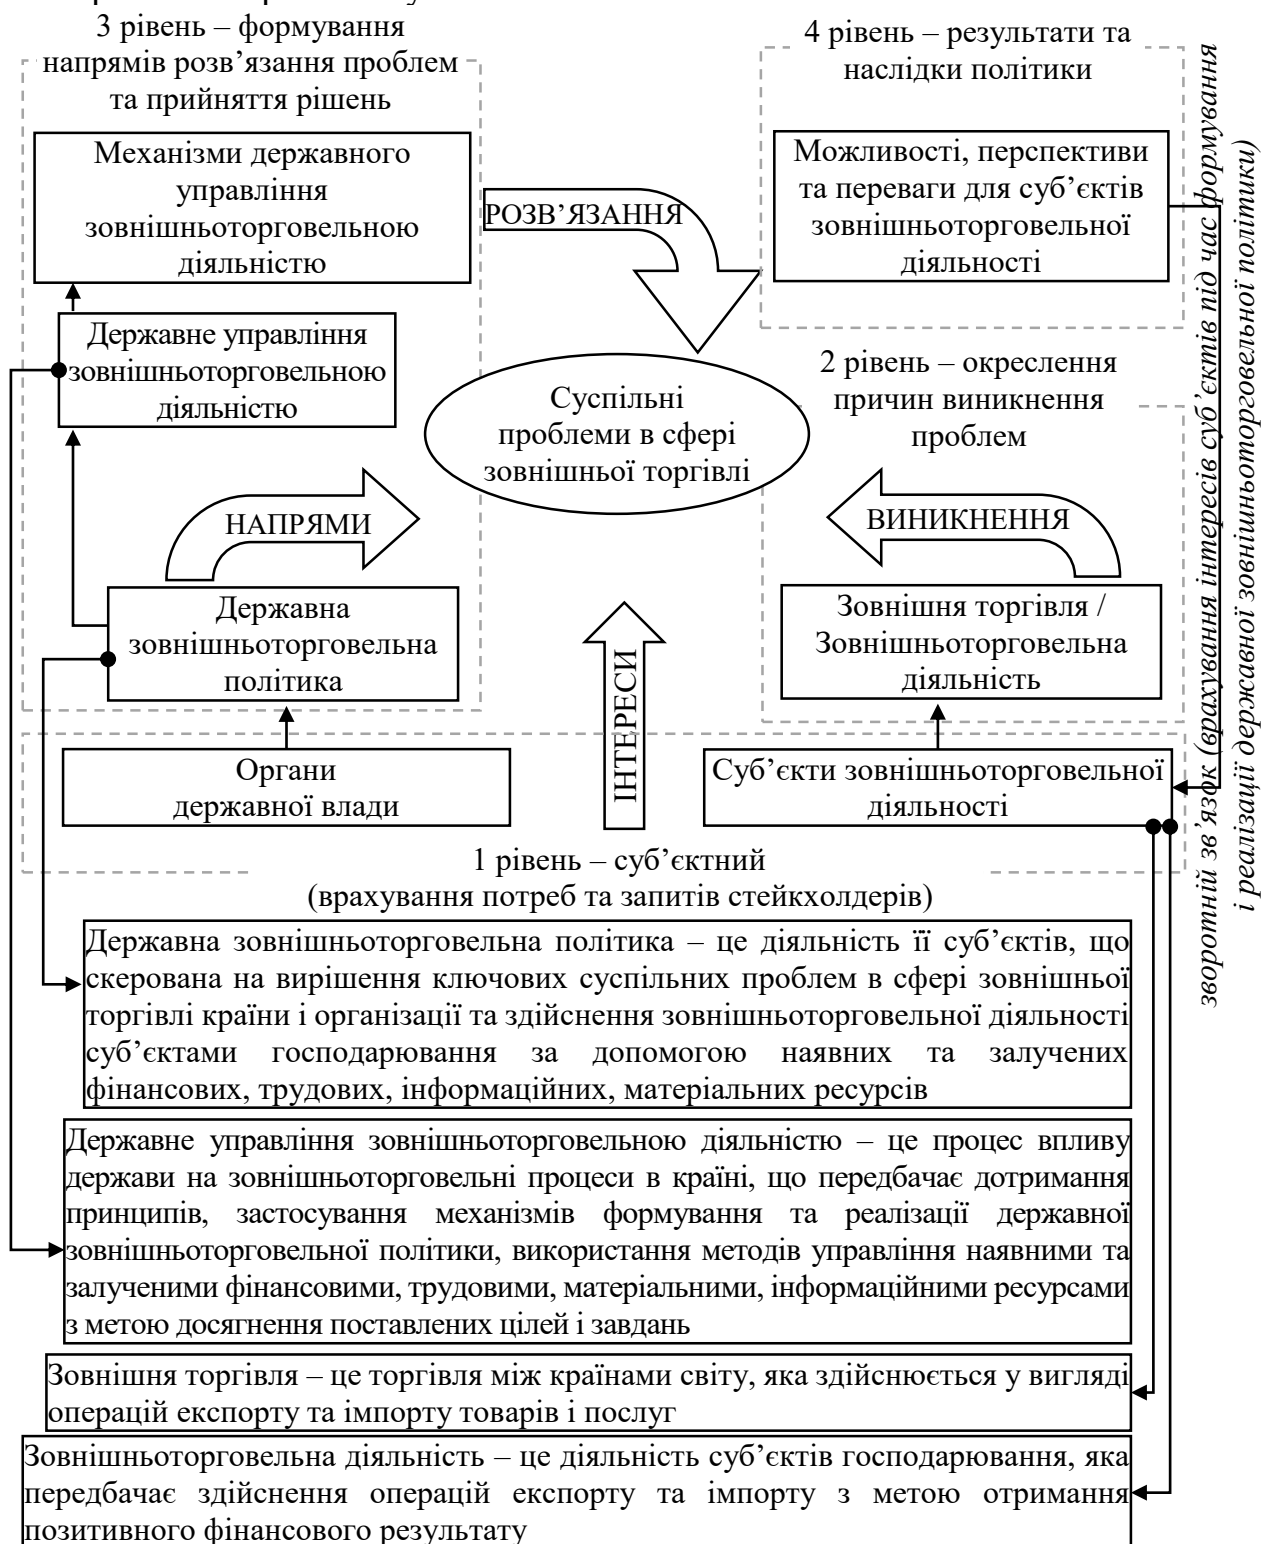 3 рівень – формування
напрямів розв’язання проблем
та прийняття рішень
4 рівень – результати та
наслідки політики
Механізми державного
управління
зовнішньоторговельною
діяльністю
РОЗВ’ЯЗАННЯ
Можливості, перспективи
та переваги для суб’єктів
зовнішньоторговельної
діяльності
Державне управління
зовнішньоторговельною
діяльністю
Суспільні
проблеми в сфері
зовнішньої торгівлі
2 рівень – окреслення
причин виникнення
проблем
НАПРЯМИ
ВИНИКНЕННЯ
Державна
зовнішньоторговельна
політика
ІНТЕРЕСИ
Зовнішня торгівля /
Зовнішньоторговельна
діяльність
Органи
державної влади
Суб’єкти зовнішньоторговельної
діяльності
зворотній зв’язок (врахування інтересів суб’єктів під час формування
і реалізації державної зовнішньоторговельної політики)
1 рівень – суб’єктний
(врахування потреб та запитів стейкхолдерів)
Державна зовнішньоторговельна політика – це діяльність її суб’єктів, що
скерована на вирішення ключових суспільних проблем в сфері зовнішньої
торгівлі країни і організації та здійснення зовнішньоторговельної діяльності
суб’єктами господарювання за допомогою наявних та залучених
фінансових, трудових, інформаційних, матеріальних ресурсів
Державне управління зовнішньоторговельною діяльністю – це процес впливу
держави на зовнішньоторговельні процеси в країні, що передбачає дотримання
принципів, застосування механізмів формування та реалізації державної
зовнішньоторговельної політики, використання методів управління наявними та
залученими фінансовими, трудовими, матеріальними, інформаційними ресурсами
з метою досягнення поставлених цілей і завдань
Зовнішня торгівля – це торгівля між країнами світу, яка здійснюється у вигляді
операцій експорту та імпорту товарів і послуг
Зовнішньоторговельна діяльність – це діяльність суб’єктів господарювання, яка
передбачає здійснення операцій експорту та імпорту з метою отримання
позитивного фінансового результату